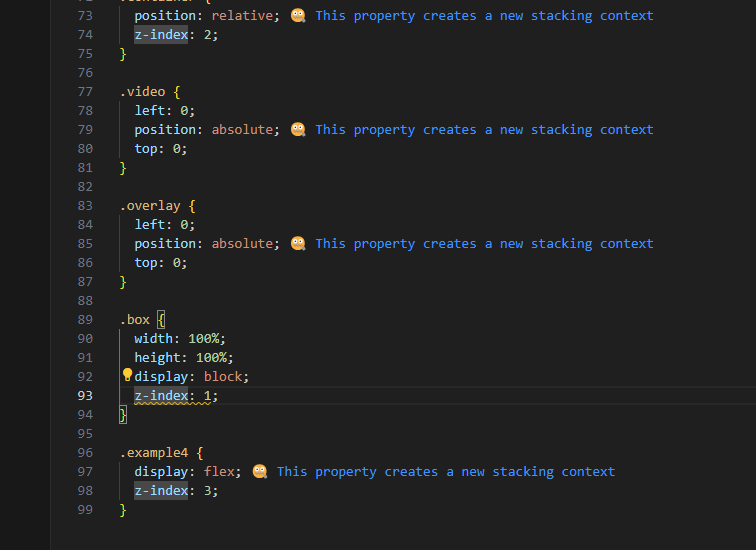 73 position: relative; This property creates a new stacking context
74 z-index: 2;
75 }
76
77 .video {
78 left: 0;
79 position: absolute; This property creates a new stacking context
80 top: 0;
81 }
82
83 .overlay {
84 left: 0;
85 position: absolute; This property creates a new stacking context
86 top: 0;
87 }
88
89 .box {
90 width: 100%;
91 height: 100%;
92 display: block;
93 z-index: 1;
94 }
95
96 .example4 {
97 display: flex; This property creates a new stacking context
98 z-index: 3;
99 }